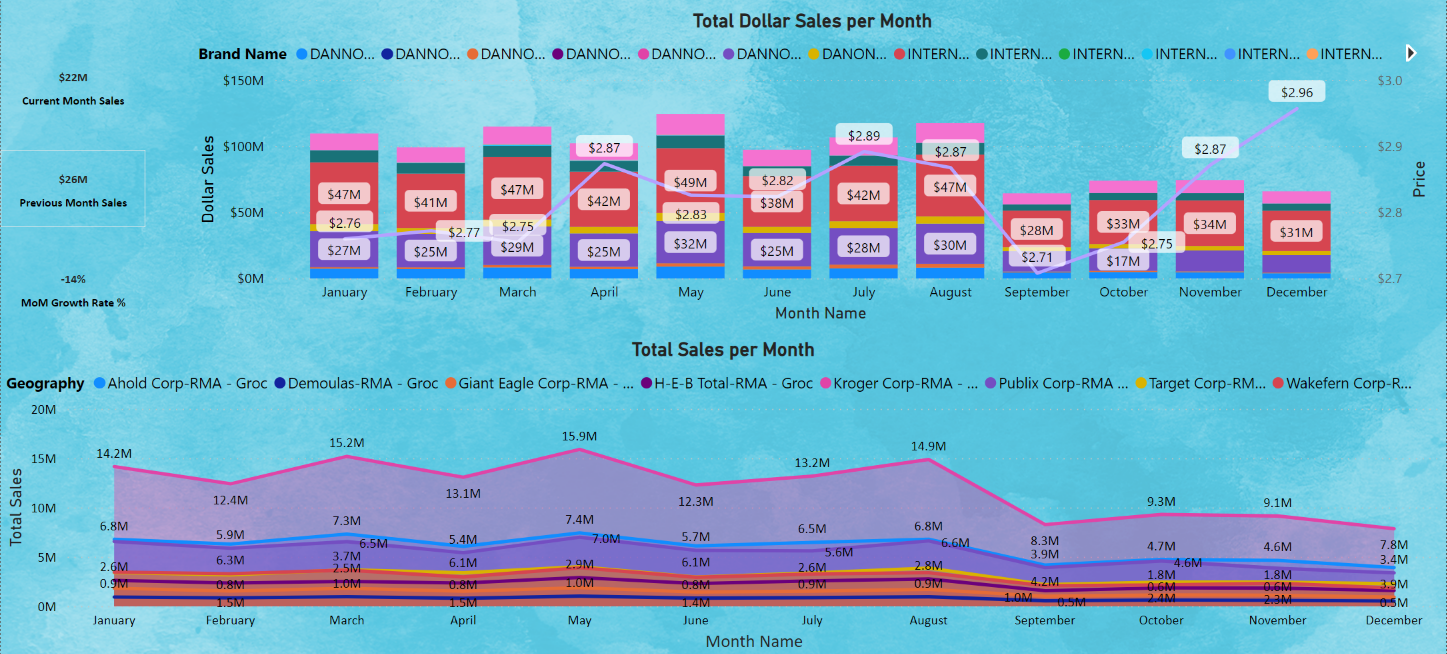 Total Dollar Sales per Month
Brand Name DANNO... DANNO... DANNO... DANNO... DANNO... DANNO... DANON... INTERN... INTERN... INTERN... INTERN... INTERN... INTERN...
$22M
Current Month Sales
$26M
Previous Month Sales
-14%
MoM Growth Rate %
Dollar Sales
$150M
$100M
$50M
$0M
$47M $41M $47M $42M $49M $38M $42M $47M $28M $33M $34M $31M
$2.76 $2.77 $2.75 $2.87 $2.83 $2.82 $2.89 $2.87 $2.71 $2.75 $2.87 $2.96
$27M $25M $29M $25M $32M $25M $28M $30M $17M
$3.0
$2.9
$2.8
$2.7
Price
January February March April May June July August September October November December
Month Name
Total Sales per Month
Geography Ahold Corp-RMA - Groc Demoulas-RMA - Groc Giant Eagle Corp-RMA - ... H-E-B Total-RMA - Groc Kroger Corp-RMA - ... Publix Corp-RMA ... Target Corp-RM... Wakefern Corp-R...
Total Sales
20M
15M
10M
5M
0M
14.2M 12.4M 15.2M 13.1M 15.9M 12.3M 13.2M 14.9M 8.3M 9.3M 9.1M 7.8M
6.8M 5.9M 7.3M 5.4M 7.4M 5.7M 6.5M 6.8M 3.9M 4.7M 4.6M 3.4M
6.3M 6.5M 6.1M 7.0M 6.1M 5.6M 6.6M 4.2M 4.6M 3.9M
2.6M 3.7M 2.9M 2.6M 2.8M 1.8M 1.8M
2.5M
0.9M 0.8M 1.0M 0.8M 1.0M 0.8M 0.9M 0.9M 1.0M 0.6M 0.6M
1.5M 1.5M 1.4M 0.5M 2.4M 2.3M 0.5M
January February March April May June July August September October November December
Month Name